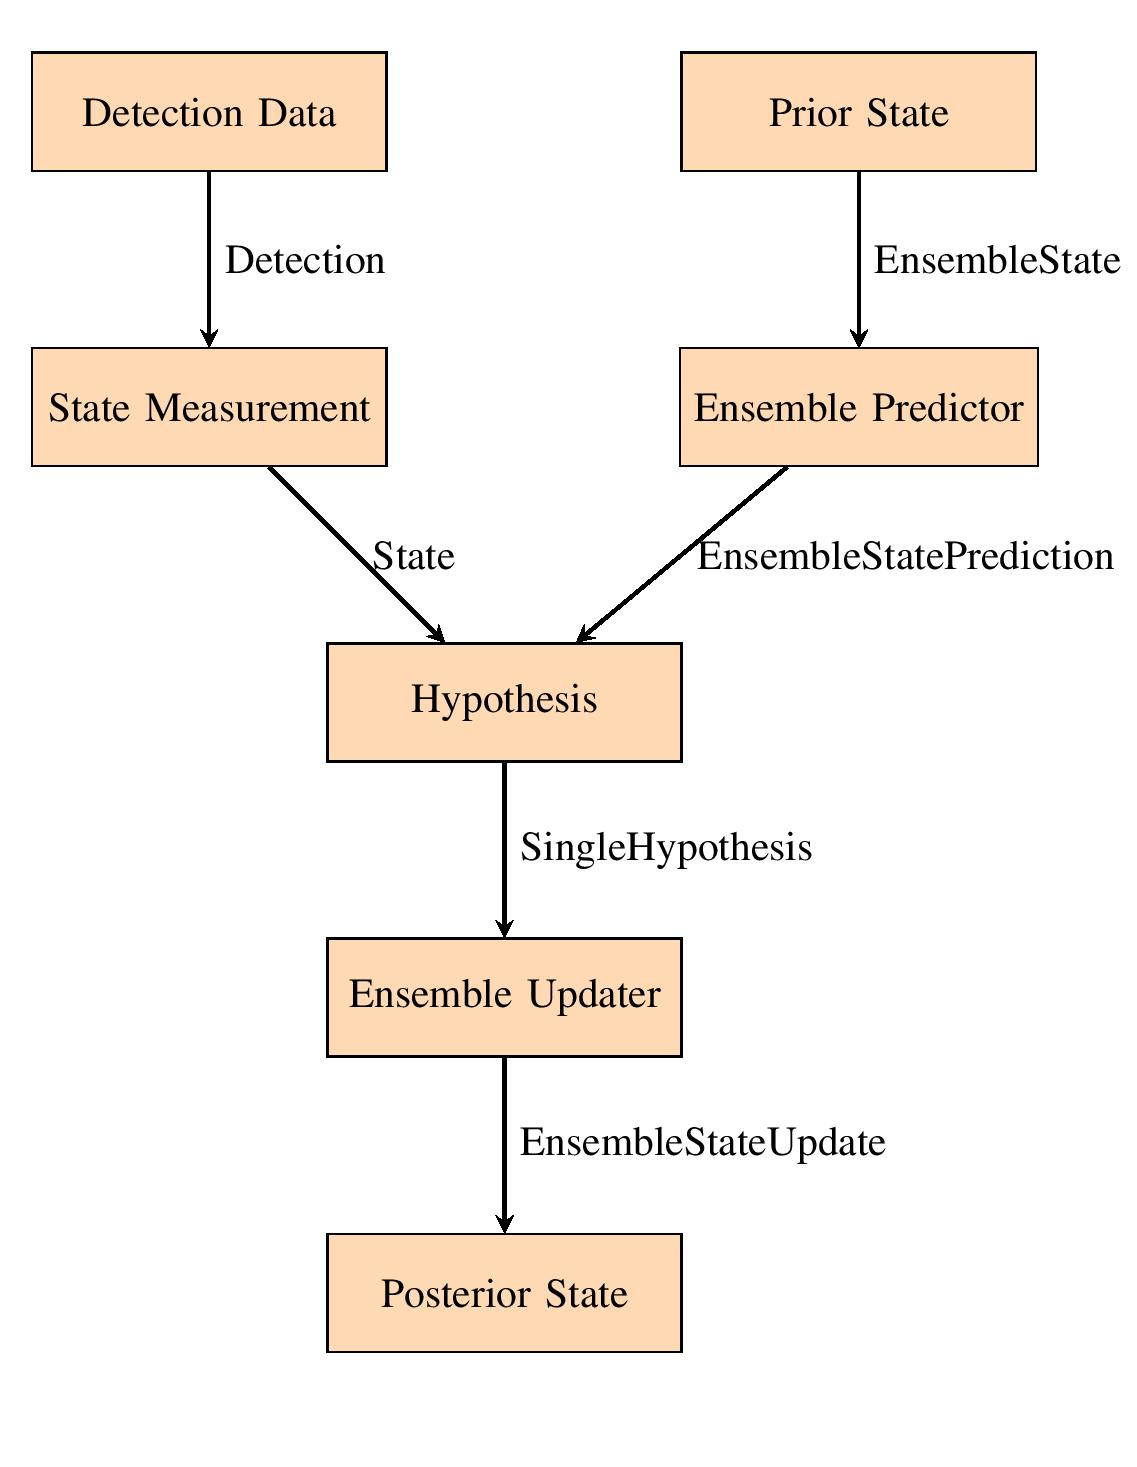 Detection Data
Prior State
Detection
EnsembleState
State Measurement
Ensemble Predictor
State
EnsembleStatePrediction
Hypothesis
SingleHypothesis
Ensemble Updater
EnsembleStateUpdate
Posterior State